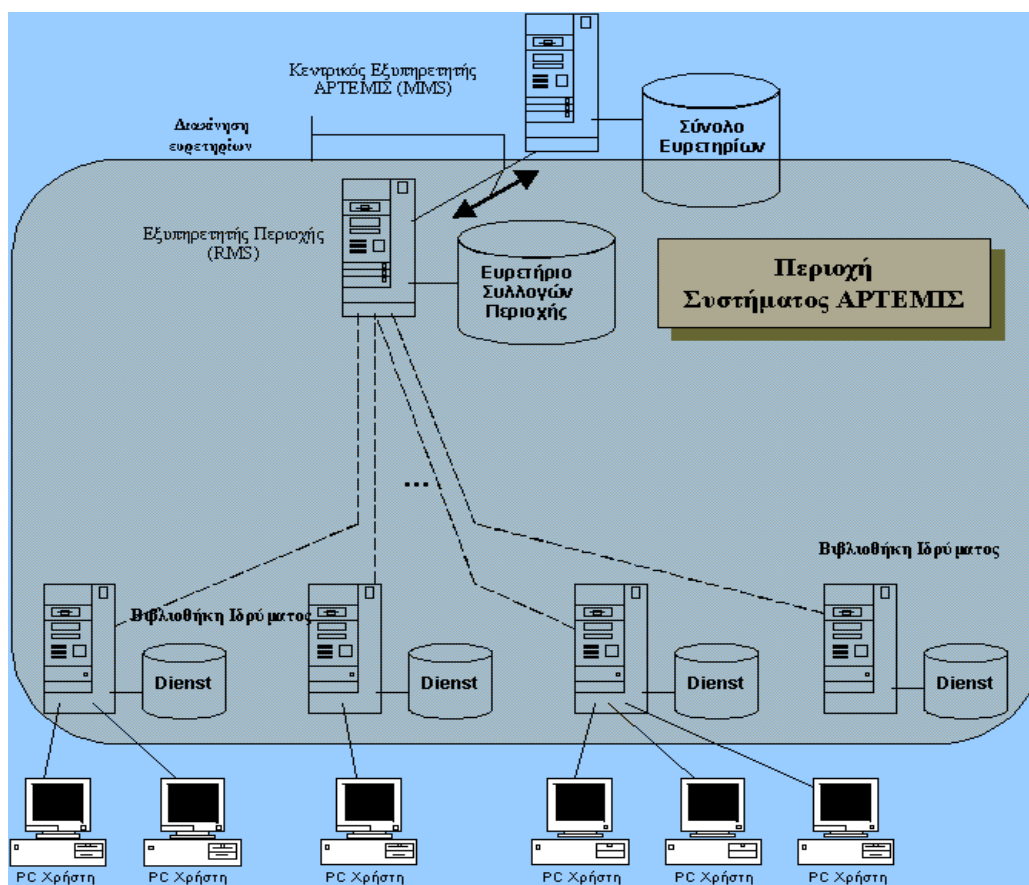 Κεντρικός Εξυπηρετητής
ΑΡΤΕΜΙΣ (MMS)
Διακίνηση
ευρετηρίων
Σύνολο
Ευρετηρίων
Εξυπηρετητής Περιοχής
(RMS)
Ευρετήριο
Συλλογών
Περιοχής
Περιοχή
Συστήματος ΑΡΤΕΜΙΣ
...
Βιβλιοθήκη Ιδρύματος
Βιβλιοθήκη Ιδρύματος
Dienst
Dienst
Dienst
Dienst
PC Χρήστη
PC Χρήστη
PC Χρήστη
PC Χρήστη
PC Χρήστη
PC Χρήστη